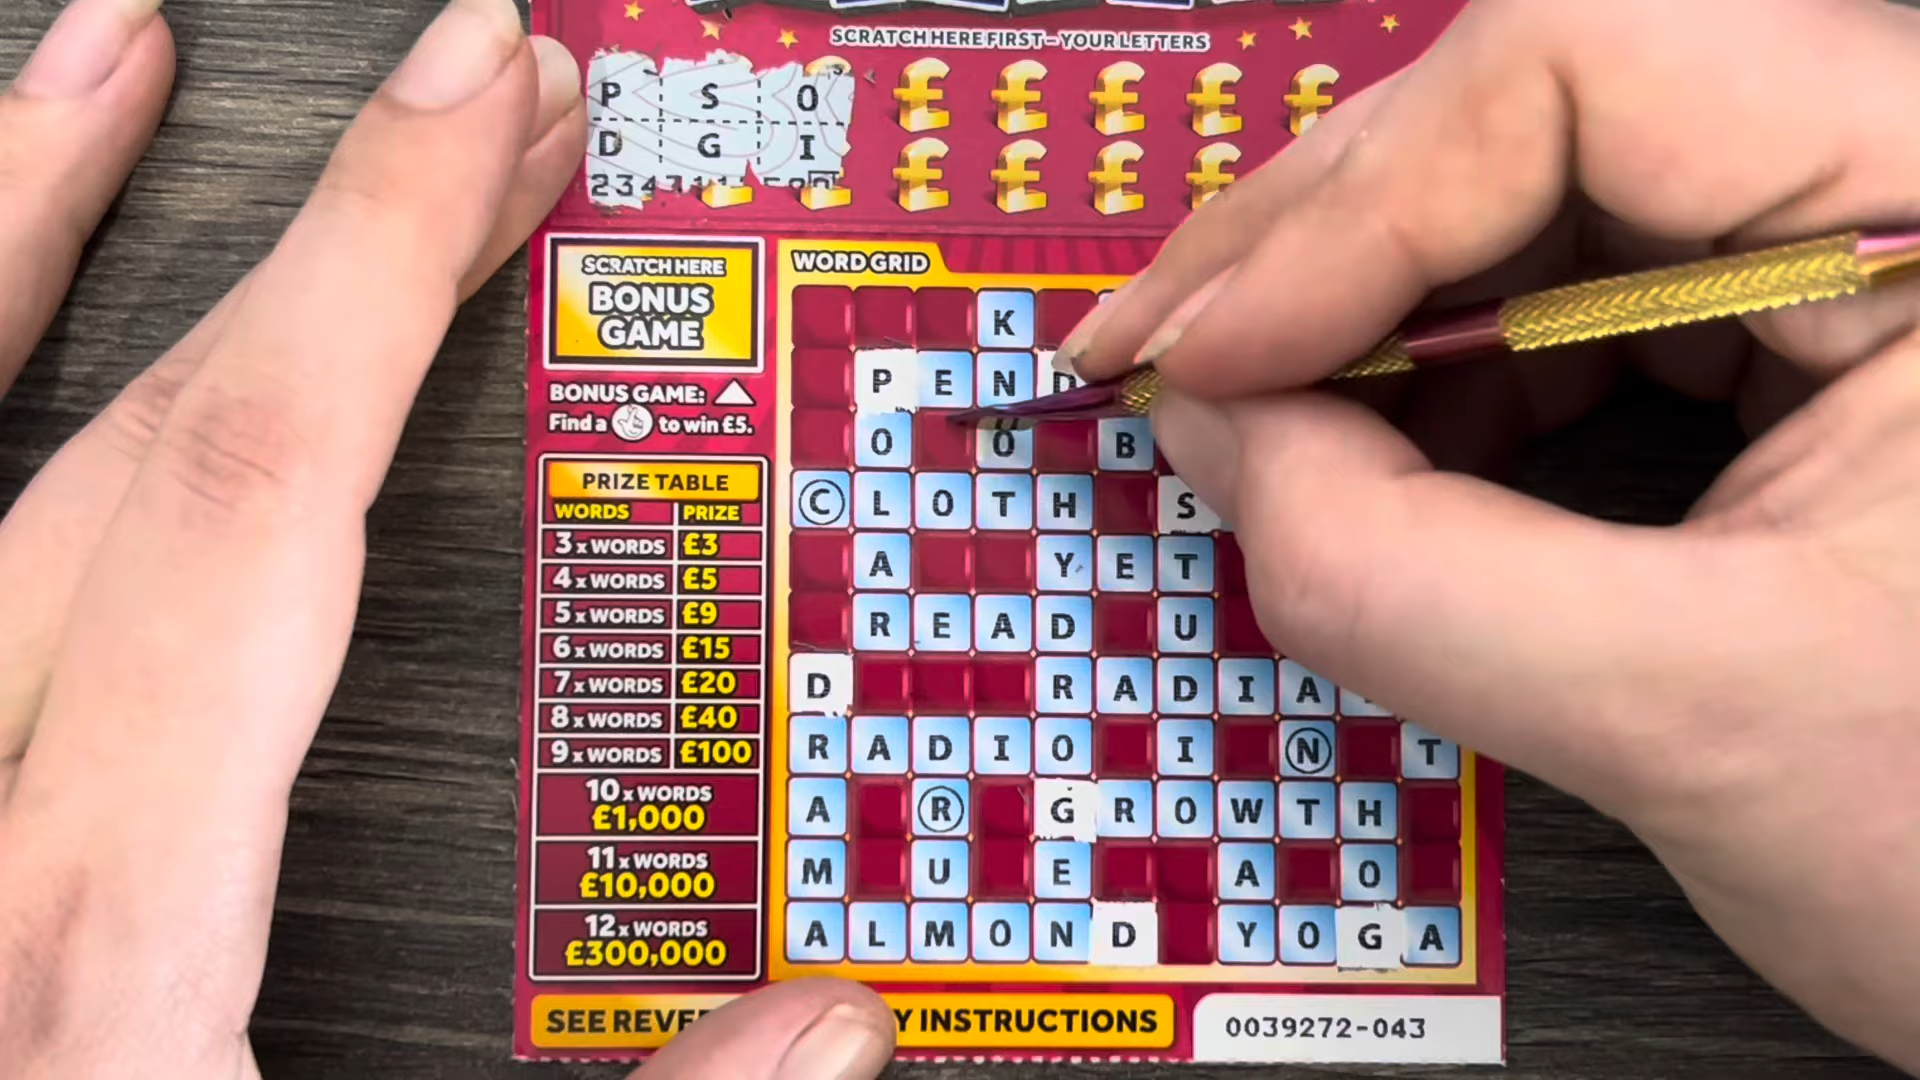 SCRATCH HERE FIRST - YOUR LETTERS
P S O
D G I
SCRATCH HERE
BONUS
GAME
BONUS GAME:
Find a to win £5.
PRIZE TABLE
WORDS PRIZE
3 x WORDS £3
4 x WORDS £5
5 x WORDS £9
6 x WORDS £15
7 x WORDS £20
8 x WORDS £40
9 x WORDS £100
10 x WORDS
£1,000
11 x WORDS
£10,000
12 x WORDS
£300,000
WORD GRID
K
P E N D
O O B
C L O T H S
A Y E T
R E A D U
D R A D I A
R A D I O I N T
A R G R O W T H
M U E A O
A L M O N D Y O G A
INSTRUCTIONS
0039272-043